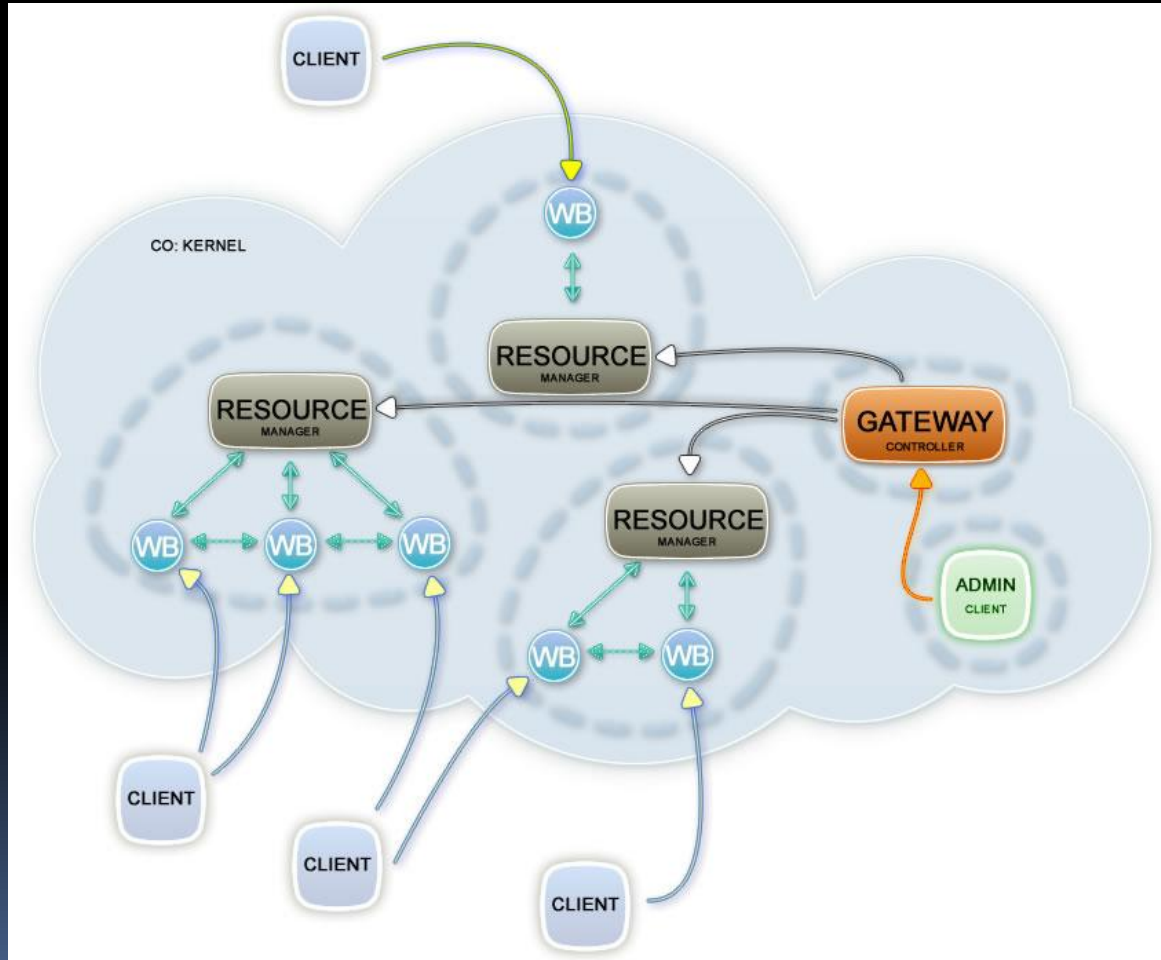 CLIENT
WB
CO: KERNEL
RESOURCE
MANAGER
RESOURCE
MANAGER
GATEWAY
CONTROLLER
RESOURCE
MANAGER
WB
WB
WB
ADMIN
CLIENT
WB
WB
CLIENT
CLIENT
CLIENT